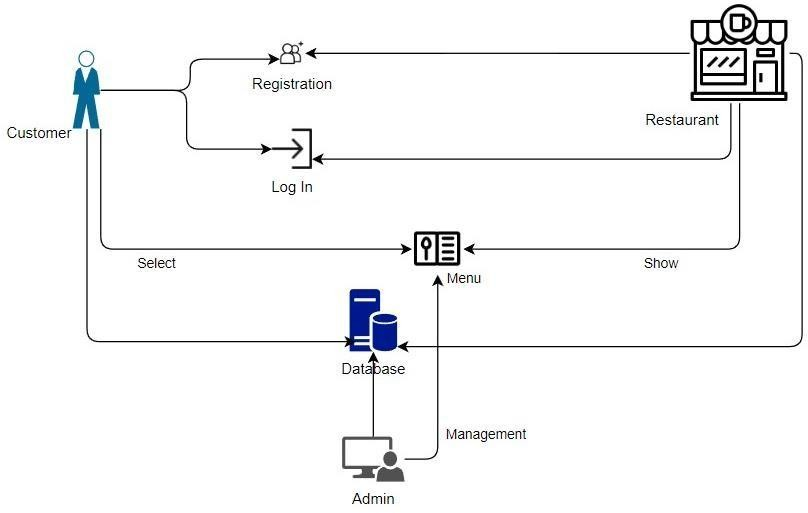 Registration
Restaurant
Customer
Log In
Select
Show
Menu
Database
Management
Admin